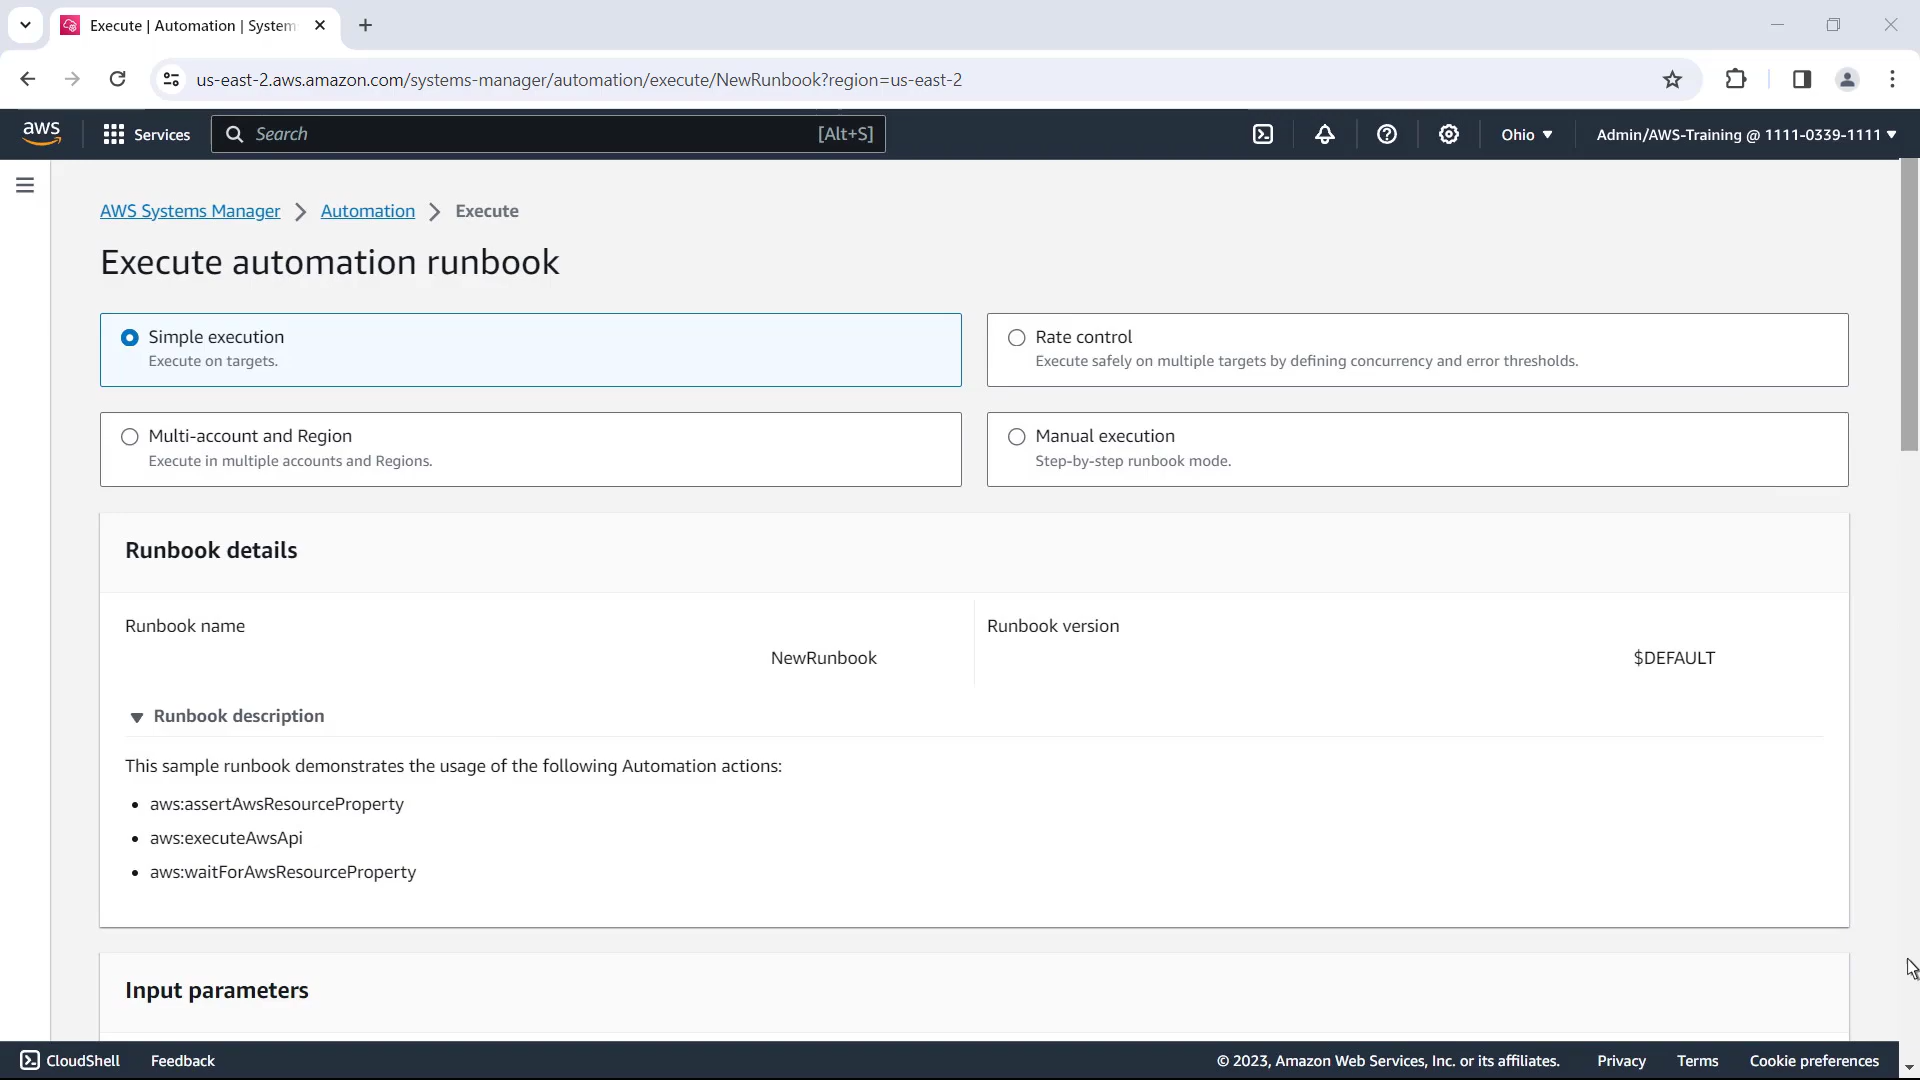 Execute | Automation | System
us-east-2.aws.amazon.com/systems-manager/automation/execute/NewRunbook?region=us-east-2
aws
Services
Search
[Alt+S]
Ohio
Admin/AWS-Training @ 1111-0339-1111
AWS Systems Manager
Automation
Execute
Execute automation runbook
Simple execution
Execute on targets.
Rate control
Execute safely on multiple targets by defining concurrency and error thresholds.
Multi-account and Region
Execute in multiple accounts and Regions.
Manual execution
Step-by-step runbook mode.
Runbook details
Runbook name
NewRunbook
Runbook version
$DEFAULT
Runbook description
This sample runbook demonstrates the usage of the following Automation actions:
• aws:assertAwsResourceProperty
• aws:executeAwsApi
• aws:waitForAwsResourceProperty
Input parameters
CloudShell
Feedback
© 2023, Amazon Web Services, Inc. or its affiliates.
Privacy
Terms
Cookie preferences